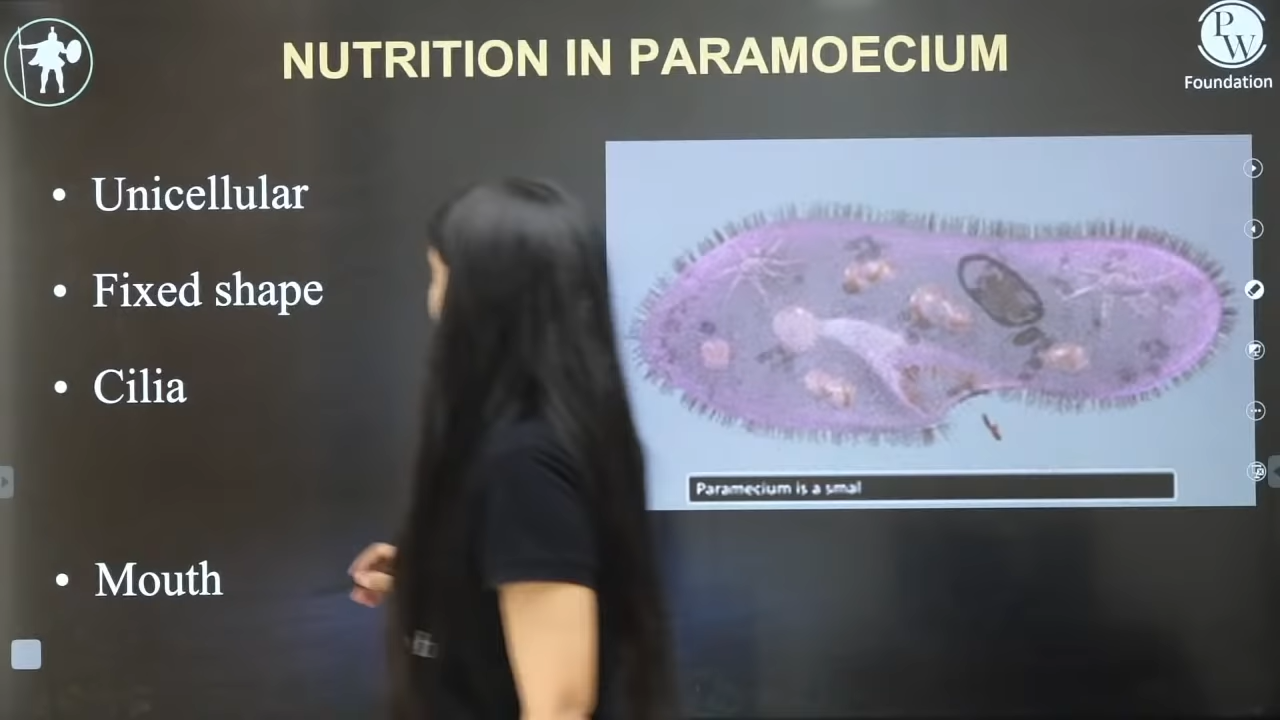 NUTRITION IN PARAMOECIUM
PW
Foundation
• Unicellular
• Fixed shape
• Cilia
• Mouth
Paramecium is a smal